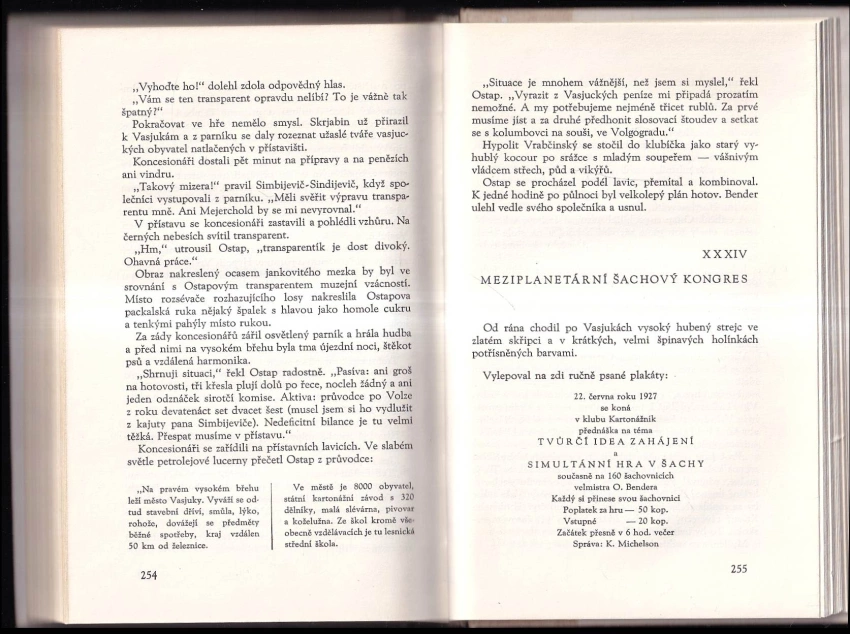 „Vyhoďte ho!“ dolehl zdola odpovědný hlas.
„Vám se ten transparent opravdu nelíbí? To je vážně tak
špatný?“
Pokračovat ve hře nemělo smysl. Skrjabin už přirazil
k Vasjukám a z parníku se daly rozeznat užaslé tváře vasjuc-
kých obyvatel natlačených v přístavišti.
Koncesionáři dostali pět minut na přípravy a na penězích
ani vindru.
„Takový mizera!“ pravil Simbijevič-Sindijevič, když spo-
lečníci vystupovali z parníku. „Měli svěřit výpravu transpa-
rentu mně. Ani Mejerchold by se mi nevyrovnal.“
V přístavu se koncesionáři zastavili a pohlédli vzhůru. Na
černých nebesích svítil transparent.
„Hm,“ utrousil Ostap, „transparentík je dost divoký.
Ohavná práce.“
Obraz nakreslený ocasem jankovitého mezka by byl ve
srovnání s Ostapovým transparentem muzejní vzácností.
Místo rozsévače rozhazujícího losy nakreslila Ostapova
packalská ruka nějaký špalek s hlavou jako homole cukru
a tenkými pahýly místo rukou.
Za zády koncesionářů zářil osvětlený parník a hrála hudba
a před nimi na vysokém břehu byla tma újezdní noci, štěkot
psů a vzdálená harmonika.
„Shrnuji situaci,“ řekl Ostap radostně. „Pasíva: ani groš
na hotovosti, tři křesla plují dolů po řece, nocleh žádný a ani
jeden odznáček sirotčí komise. Aktiva: průvodce po Volze
z roku devatenáct set dvacet šest (musel jsem si ho vydlužit
z kajuty pana Simbijeviče). Nedeficitní bilance je tu velmi
těžká. Přespat musíme v přístavu.“
Koncesionáři se zařídili na přístavních lavicích. Ve slabém
světle petrolejové lucerny přečetl Ostap z průvodce:
„Na pravém vysokém břehu
leží město Vasjuky. Vyváží se od-
tud stavební dříví, smůla, lýko,
rohože, dovážejí se předměty
běžné spotřeby, kraj vzdálen
50 km od železnice.
Ve městě je 8000 obyvatel,
státní kartonážní závod s 320
dělníky, malá slévárna, pivovar
a koželužna. Ze škol kromě vše-
obecně vzdělávacích je tu lesnická
střední škola.
254
„Situace je mnohem vážnější, než jsem si myslel,“ řekl
Ostap. „Vyrazit z Vasjuckých peníze mi připadá prozatím
nemožné. A my potřebujeme nejméně třicet rublů. Za prvé
musíme jíst a za druhé předhonit slosovací štoudev a setkat
se s kolumbovci na souši, ve Volgogradu.“
Hypolit Vrabčinský se stočil do klubíčka jako starý vy-
hublý kocour po srážce s mladým soupeřem — vášnivým
vládcem střech, půd a vikýřů.
Ostap se procházel podél lavic, přemítal a kombinoval.
K jedné hodině po půlnoci byl velkolepý plán hotov. Bender
ulehl vedle svého společníka a usnul.
XXXIV
MEZIPLANETÁRNÍ ŠACHOVÝ KONGRES
Od rána chodil po Vasjukách vysoký hubený strejc ve
zlatém skřipci a v krátkých, velmi špinavých holínkách
potřísněných barvami.
Vylepoval na zdi ručně psané plakáty:
22. června roku 1927
se koná
v klubu Kartonážník
přednáška na téma
TVŮRČÍ IDEA ZAHÁJENÍ
a
SIMULTÁNNÍ HRA V ŠACHY
současně na 160 šachovnicích
velmistra O. Bendera
Každý si přinese svou šachovnici
Poplatek za hru — 50 kop.
Vstupné — 20 kop.
Začátek přesně v 6 hod. večer
Správa: K. Michelson
255